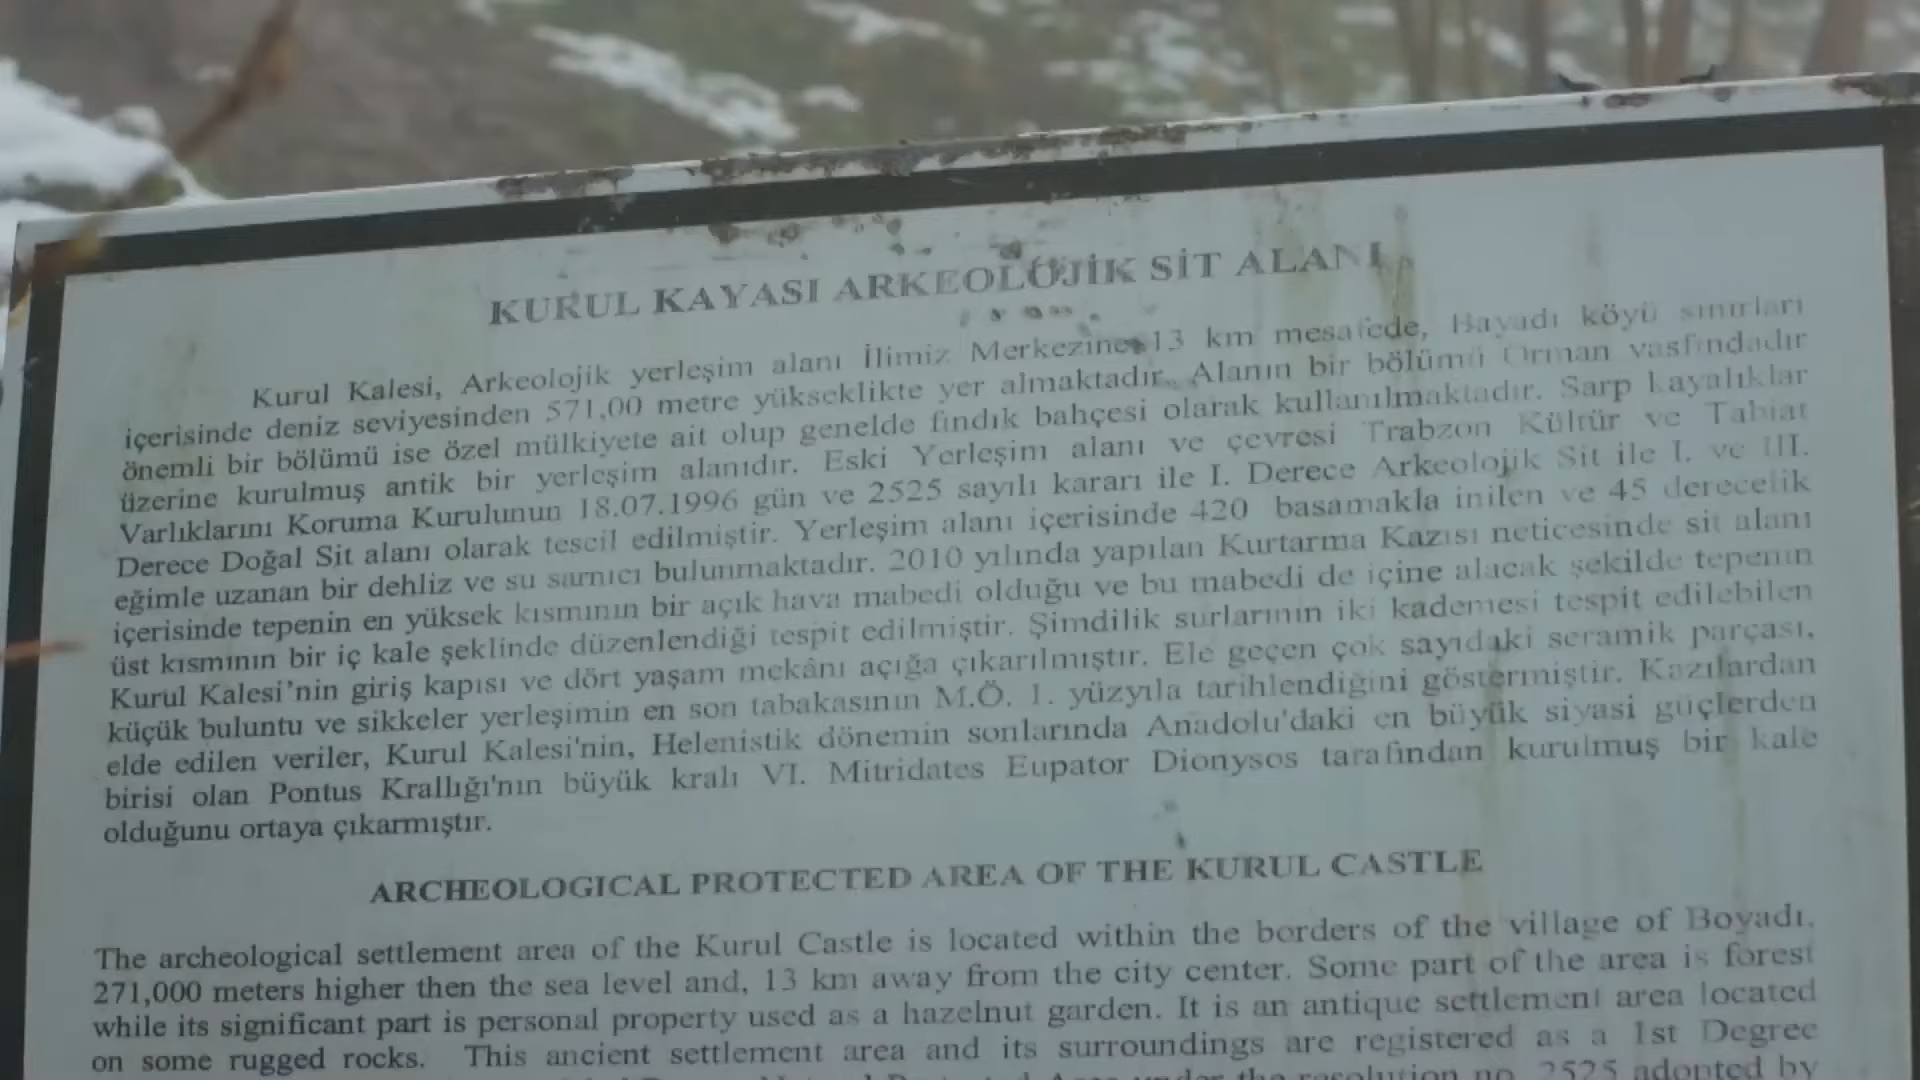 KURUL KAYASI ARKEOLOJİK SİT ALANI
Kurul Kalesi, Arkeolojik yerleşim alanı İlimiz Merkezine 13 km mesafede, Bayadı köyü sınırları
içerisinde deniz seviyesinden 571,00 metre yükseklikte yer almaktadır. Alanın bir bölümü Orman vasfındadır
önemli bir bölümü ise özel mülkiyete ait olup genelde fındık bahçesi olarak kullanılmaktadır. Sarp kayalıklar
üzerine kurulmuş antik bir yerleşim alanıdır. Eski Yerleşim alanı ve çevresi Trabzon Kültür ve Tabiat
Varlıklarını Koruma Kurulunun 18.07.1996 gün ve 2525 sayılı kararı ile I. Derece Arkeolojik Sit ile I. ve III.
Derece Doğal Sit alanı olarak tescil edilmiştir. Yerleşim alanı içerisinde 420 basamakla inilen ve 45 derecelik
eğimle uzanan bir dehliz ve su sarnıcı bulunmaktadır. 2010 yılında yapılan Kurtarma Kazısı neticesinde sit alanı
içerisinde tepenin en yüksek kısmının bir açık hava mabedi olduğu ve bu mabedi de içine alacak şekilde tepenin
üst kısmının bir iç kale şeklinde düzenlendiği tespit edilmiştir. Şimdilik surlarının iki kademesi tespit edilebilen
Kurul Kalesi'nin giriş kapısı ve dört yaşam mekânı açığa çıkarılmıştır. Ele geçen çok sayıdaki seramik parçası,
küçük buluntu ve sikkeler yerleşimin en son tabakasının M.Ö. 1. yüzyıla tarihlendiğini göstermiştir. Kazılardan
elde edilen veriler, Kurul Kalesi'nin, Helenistik dönemin sonlarında Anadolu'daki en büyük siyasi güçlerden
birisi olan Pontus Krallığı'nın büyük kralı VI. Mitridates Eupator Dionysos tarafından kurulmuş bir kale
olduğunu ortaya çıkarmıştır.
ARCHEOLOGICAL PROTECTED AREA OF THE KURUL CASTLE
The archeological settlement area of the Kurul Castle is located within the borders of the village of Boyadı,
271,000 meters higher then the sea level and, 13 km away from the city center. Some part of the area is forest
while its significant part is personal property used as a hazelnut garden. It is an antique settlement area located
on some rugged rocks. This ancient settlement area and its surroundings are registered as a 1st Degree
under the resolution no. 2525 adopted by